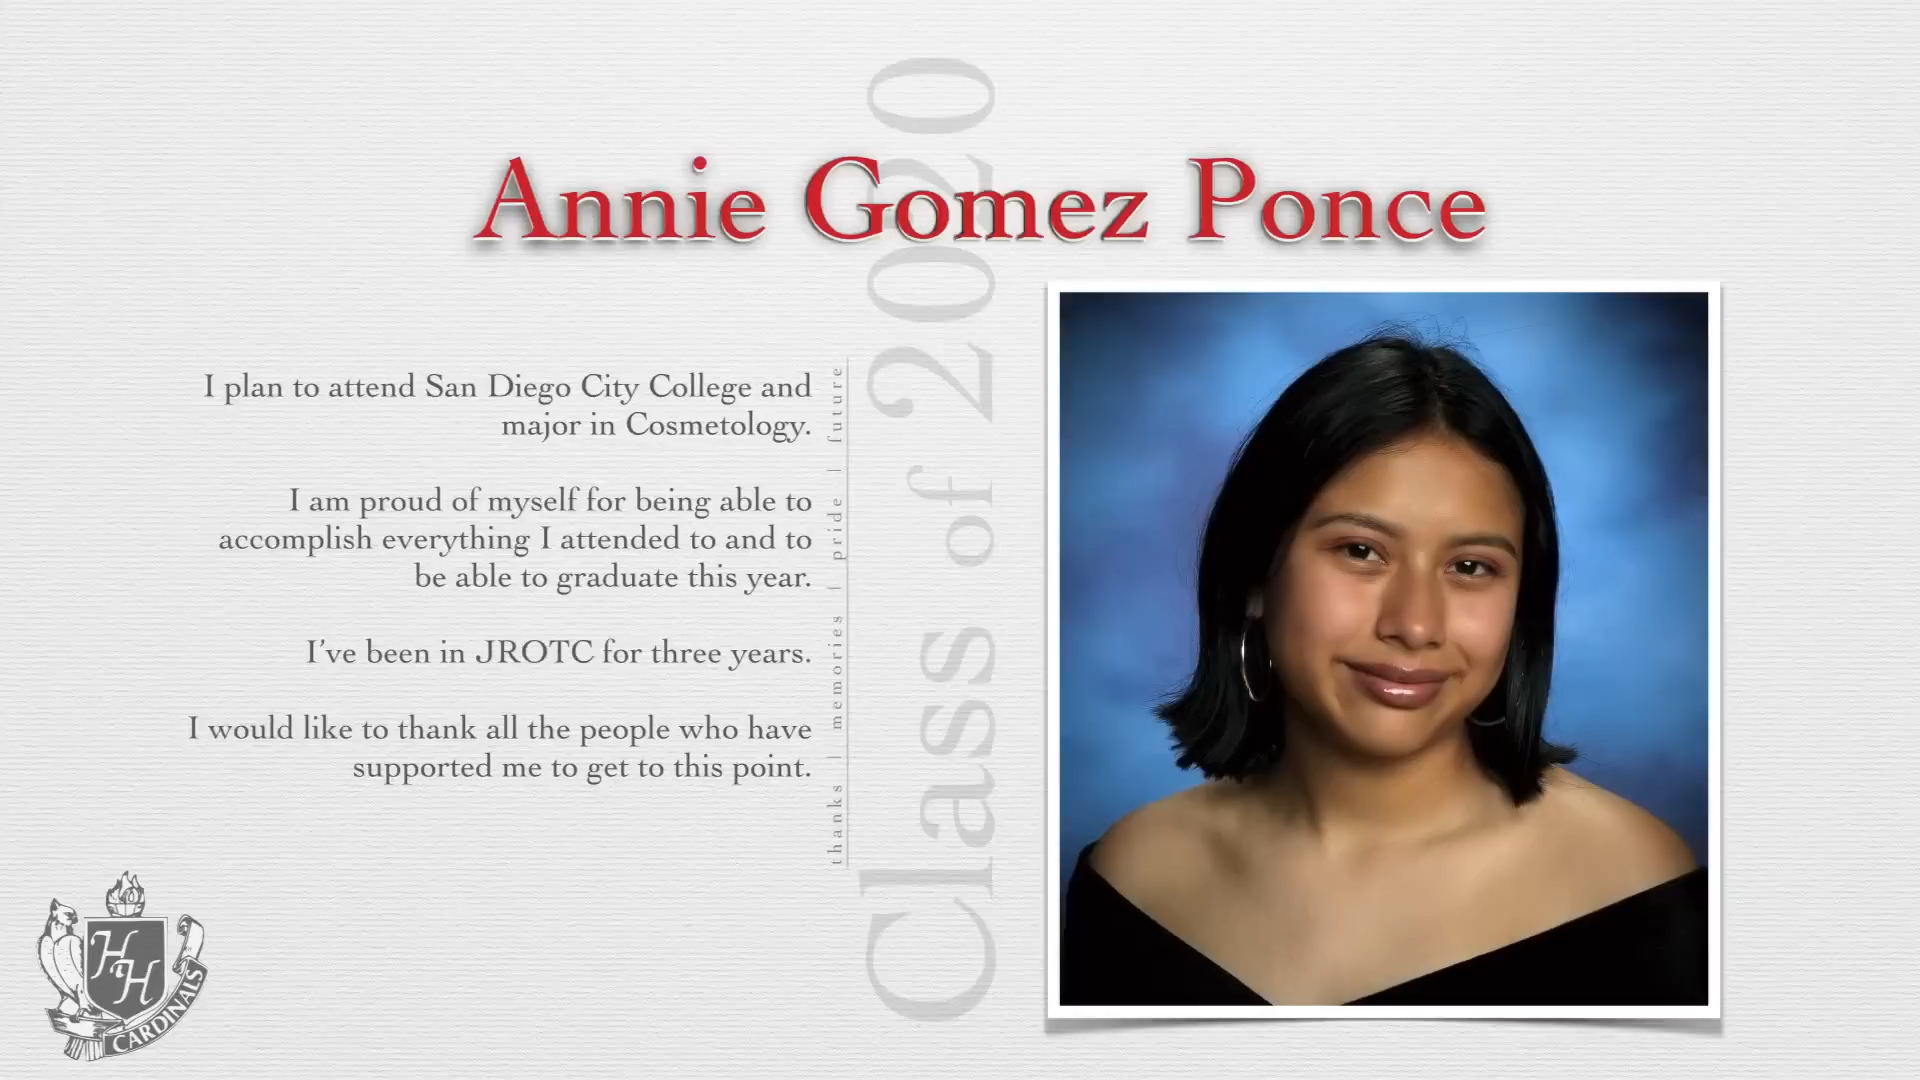 Annie Gomez Ponce
I plan to attend San Diego City College and
major in Cosmetology.
I am proud of myself for being able to
accomplish everything I attended to and to
be able to graduate this year.
I've been in JROTC for three years.
I would like to thank all the people who have
supported me to get to this point.
thanks | memories | pride | future
Class of 2020
HH
CARDINALS